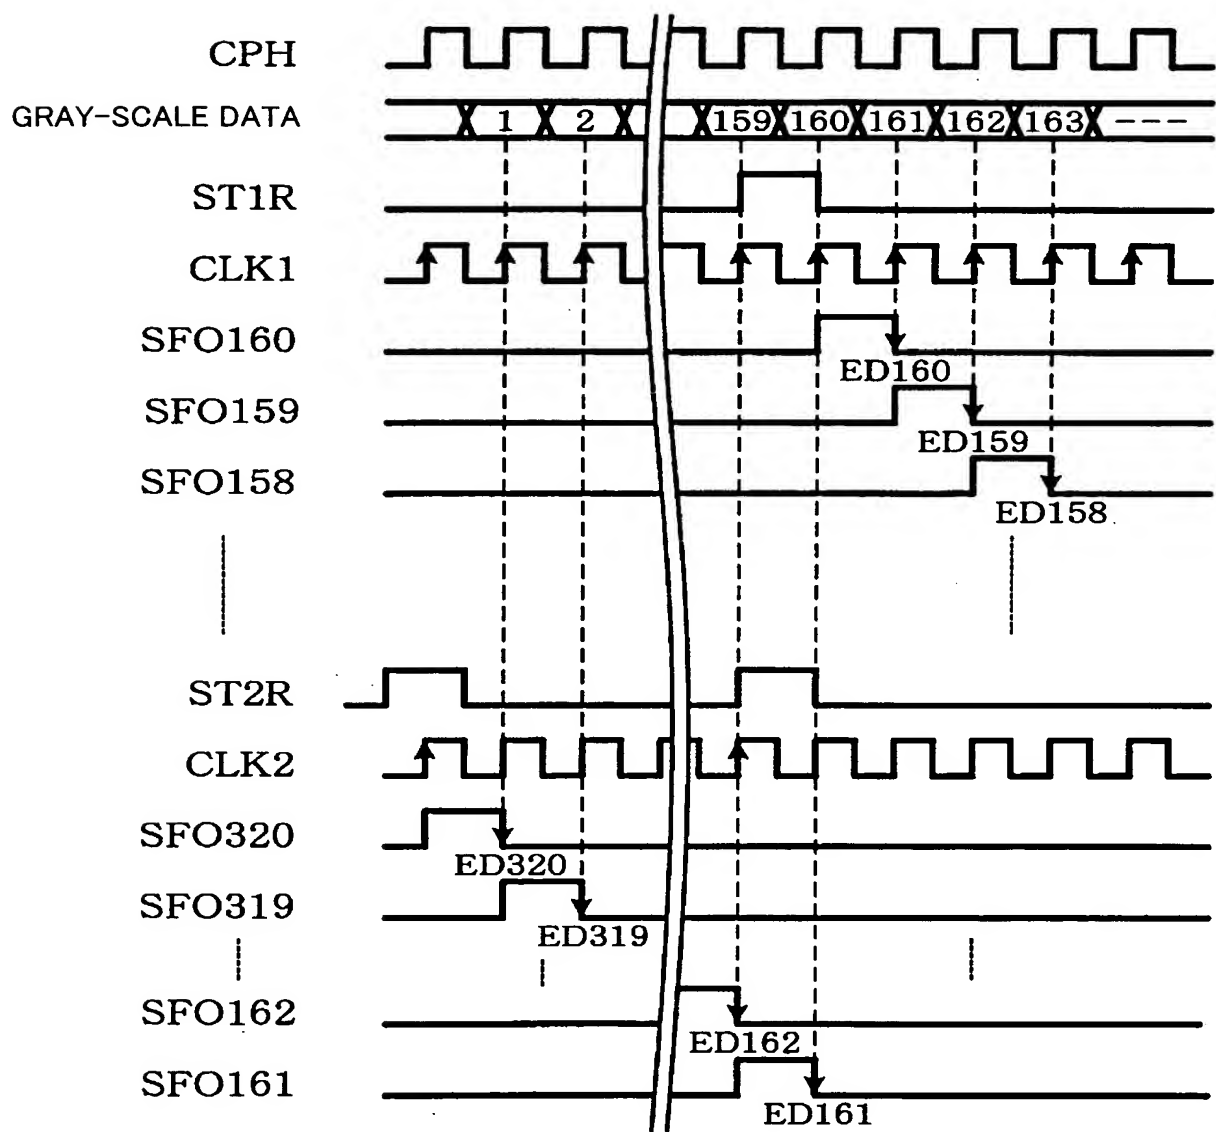 CPH
GRAY-SCALE DATA 1 2 159 160 161 162 163 ---
ST1R
CLK1
SFO160
ED160
SFO159
ED159
SFO158
ED158
ST2R
CLK2
SFO320
ED320
SFO319
ED319
SFO162
ED162
SFO161
ED161